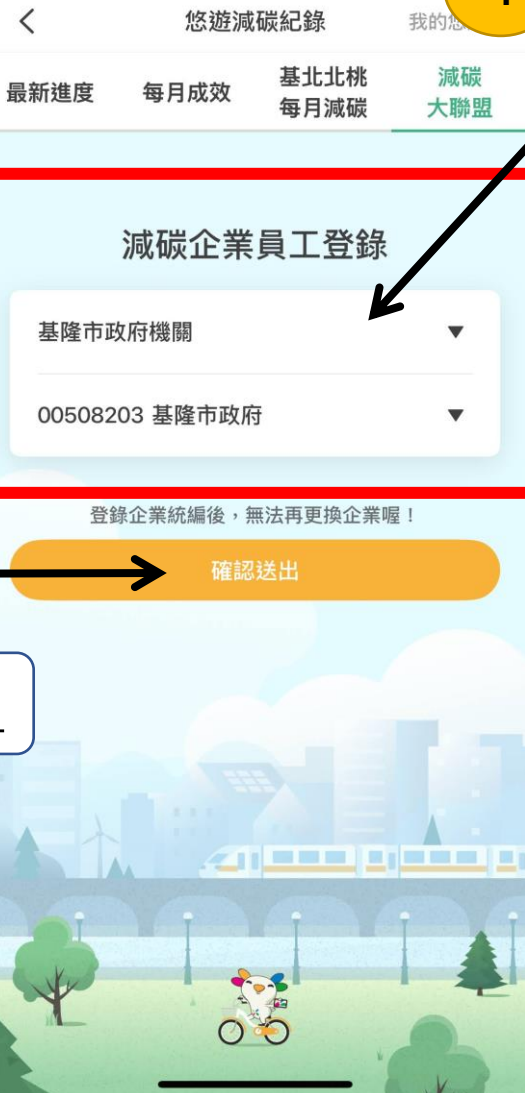 悠遊減碳紀錄
我的
最新進度
每月成效
基北北桃
每月減碳
減碳
大聯盟
減碳企業員工登錄
基隆市政府機關
00508203 基隆市政府
登錄企業統編後，無法再更換企業喔！
確認送出